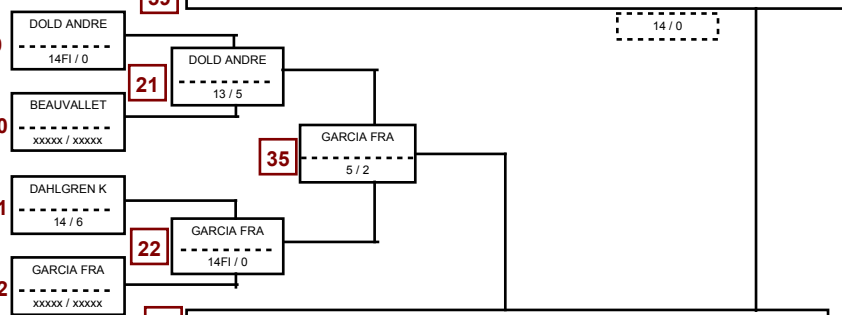 14 / 0
DOLD ANDRE
14FI / 0
21
DOLD ANDRE
13 / 5
BEAUVALLET
xxxxx / xxxxx
35
GARCIA FRA
5 / 2
DAHLGREN K
14 / 6
22
GARCIA FRA
14FI / 0
GARCIA FRA
xxxxx / xxxxx